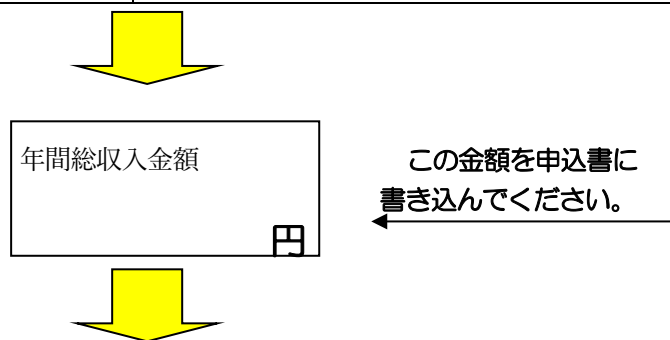 年間総収入金額
円
この金額を申込書に
書き込んでください。